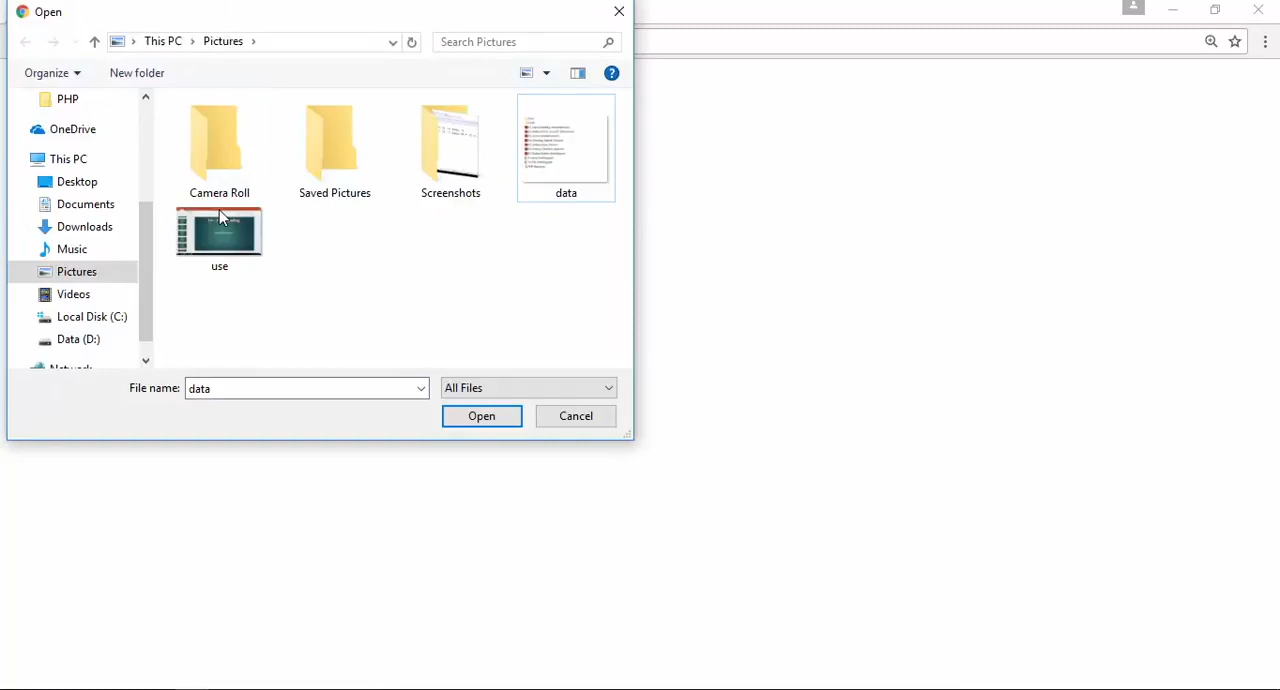 Open
This PC
Pictures
Search Pictures
Organize
New folder
PHP
OneDrive
This PC
Desktop
Documents
Downloads
Music
Pictures
Videos
Local Disk (C:)
Data (D:)
Camera Roll
Saved Pictures
Screenshots
data
use
File name:
data
All Files
Open
Cancel